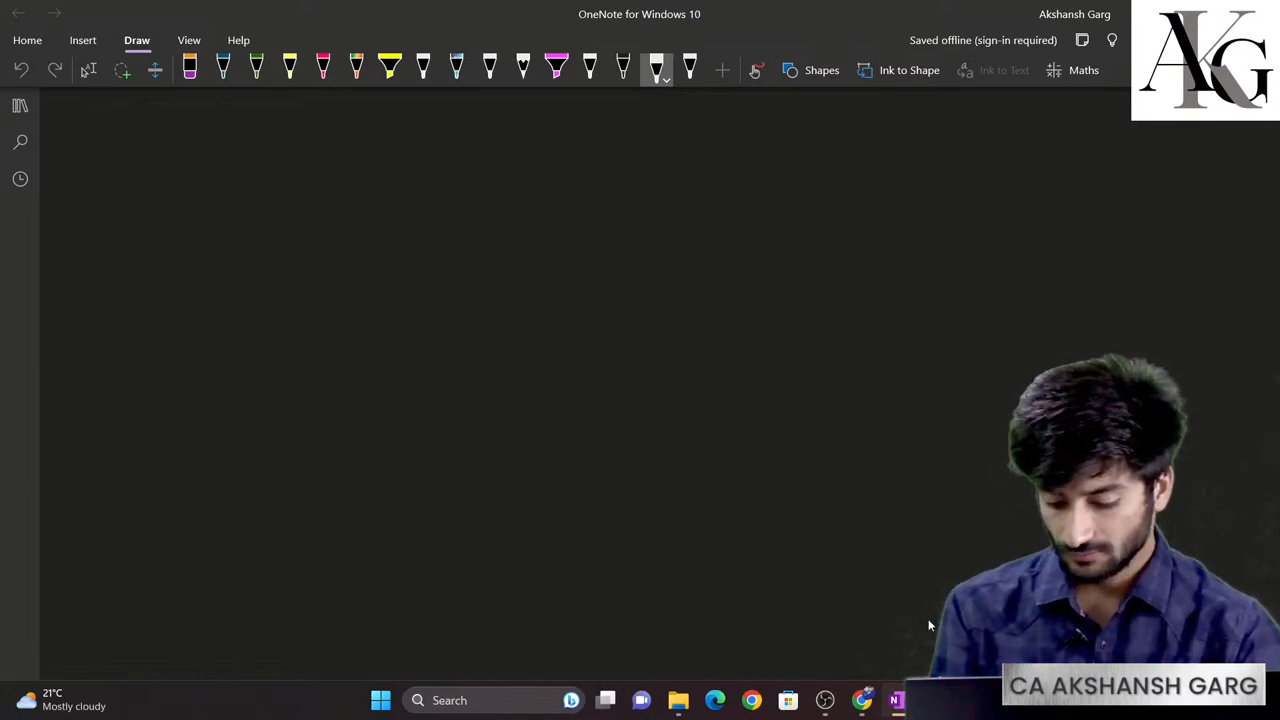 OneNote for Windows 10
Akshansh Garg
Home Insert Draw View Help
Saved offline (sign-in required)
Shapes Ink to Shape Ink to Text Maths
AKG
21°C
Mostly cloudy
Search
CA AKSHANSH GARG